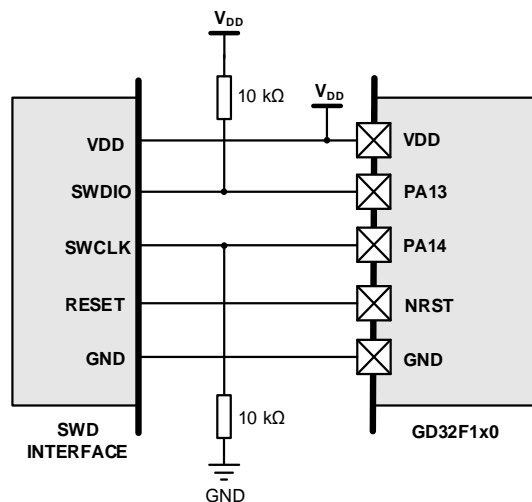 VDD
10 kΩ
VDD
VDD
VDD
SWDIO
PA13
SWCLK
PA14
RESET
NRST
GND
GND
10 kΩ
SWD
INTERFACE
GD32F1x0
GND